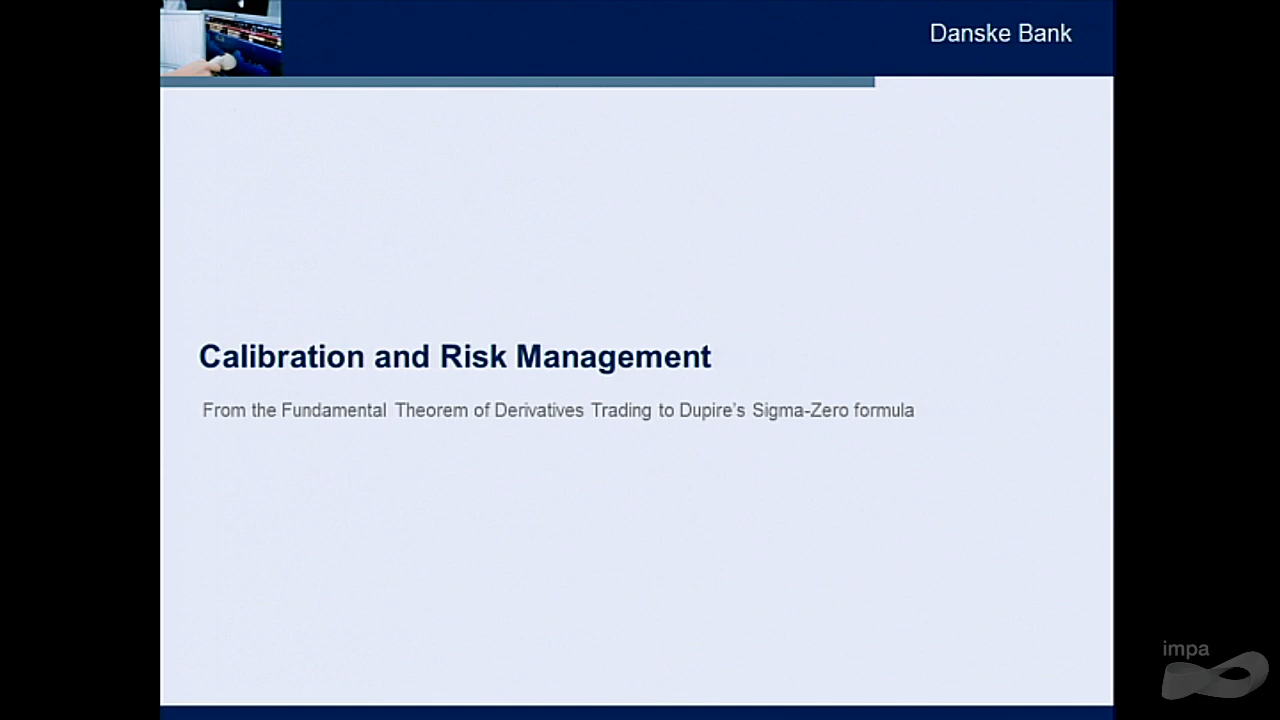 Danske Bank
Calibration and Risk Management
From the Fundamental Theorem of Derivatives Trading to Dupire's Sigma-Zero formula
impa